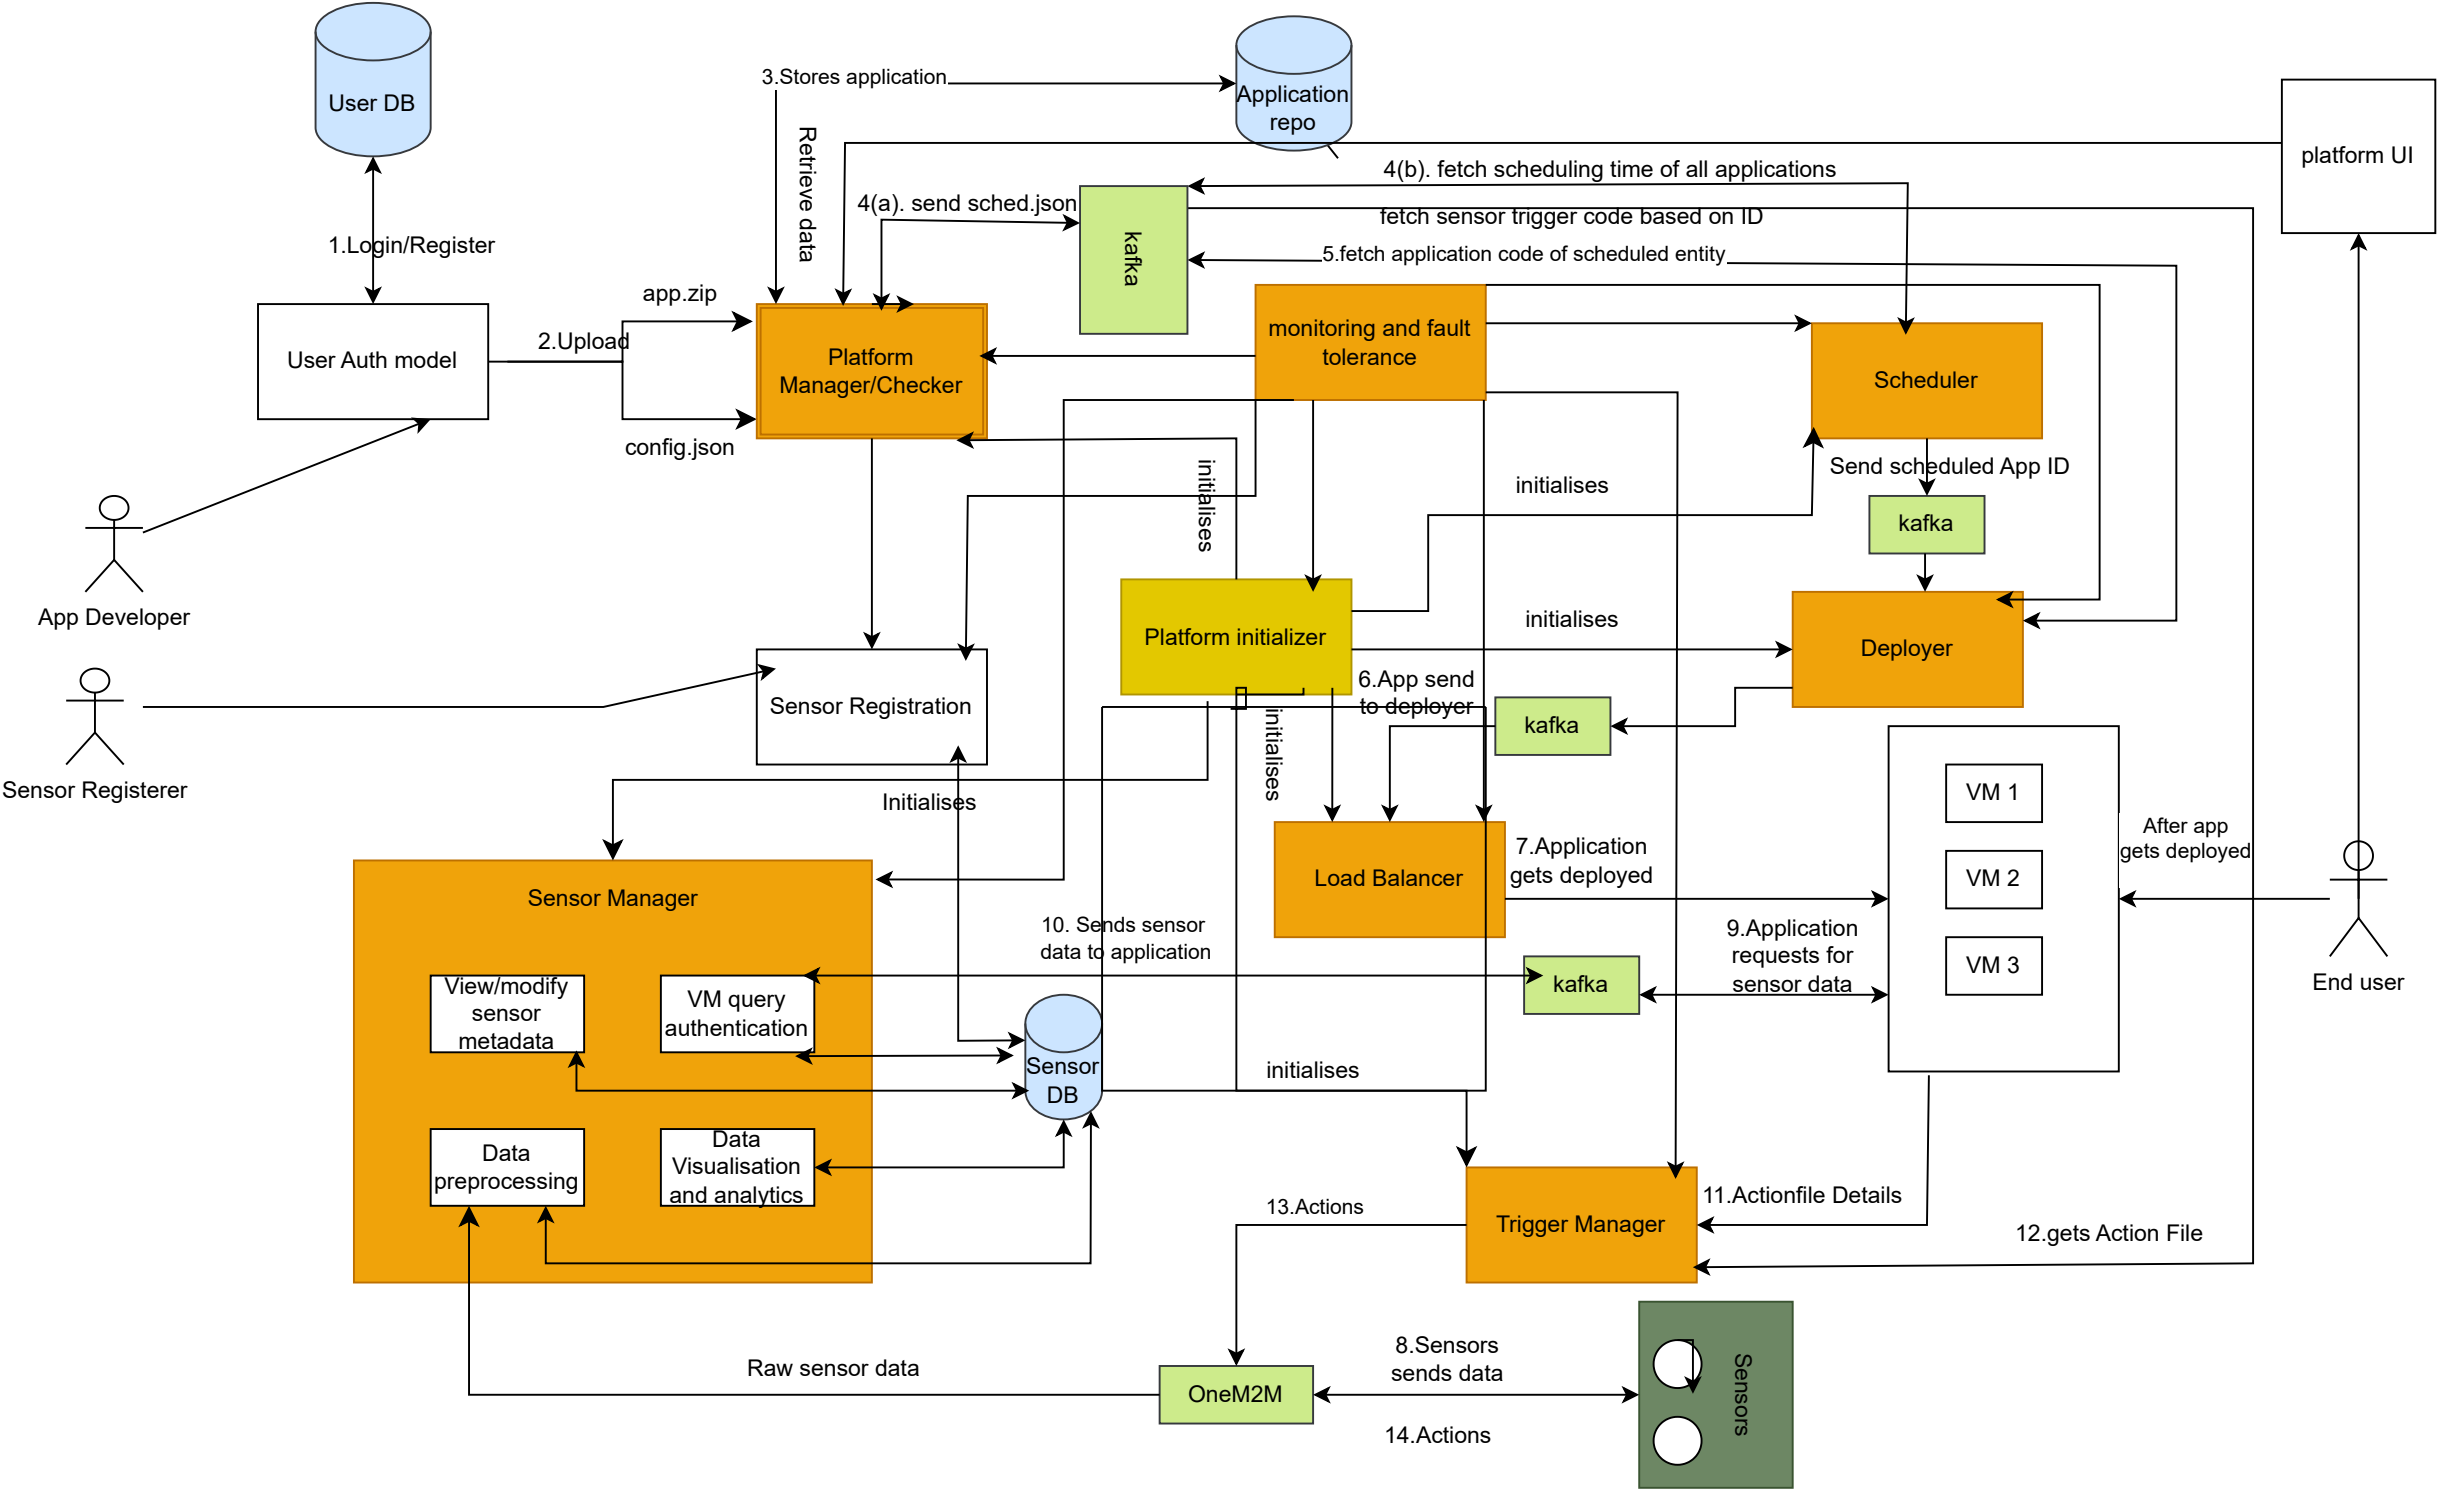 User DB
3.Stores application
Application
repo
platform UI
Retrieve data
4(b). fetch scheduling time of all applications
4(a). send sched.json
fetch sensor trigger code based on ID
1.Login/Register
kafka
5.fetch application code of scheduled entity
app.zip
2.Upload
User Auth model
config.json
Platform
Manager/Checker
monitoring and fault
tolerance
Scheduler
Send scheduled App ID
initialises
initialises
kafka
App Developer
Platform initializer
initialises
Deployer
Sensor Registration
Sensor Registerer
6.App send
to deployer
kafka
initialises
Initialises
VM 1
VM 2
VM 3
After app
gets deployed
Load Balancer
7.Application
gets deployed
Sensor Manager
10. Sends sensor
data to application
9.Application
requests for
sensor data
End user
View/modify
sensor
metadata
VM query
authentication
kafka
Sensor
DB
initialises
Data
preprocessing
Data
Visualisation
and analytics
13.Actions
Trigger Manager
11.Actionfile Details
12.gets Action File
Raw sensor data
OneM2M
8.Sensors
sends data
14.Actions
Sensors